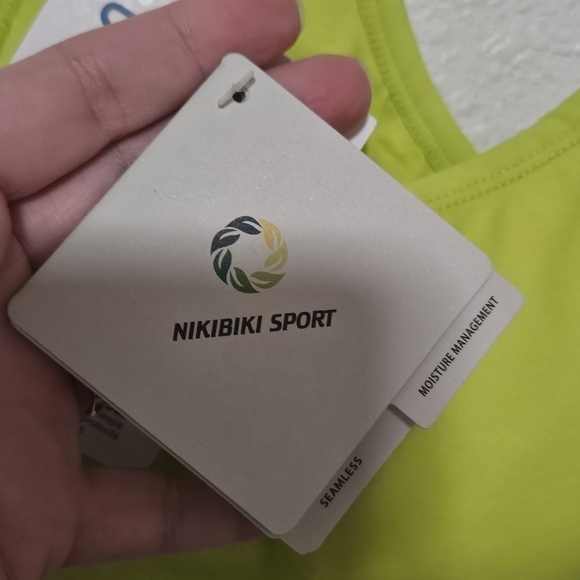 NIKIBIKI SPORT
MOISTURE MANAGEMENT
SEAMLESS